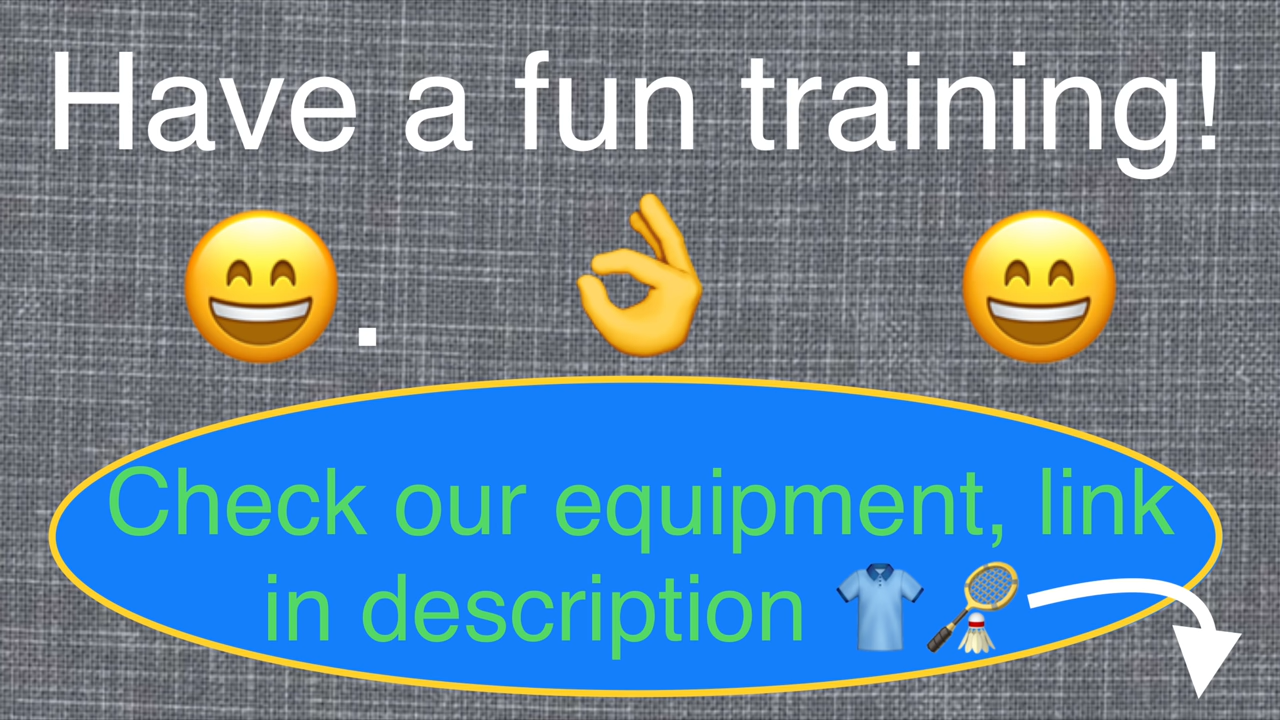 Have a fun training!
😄. 👌 😄
Check our equipment, link
in description 👕🏸